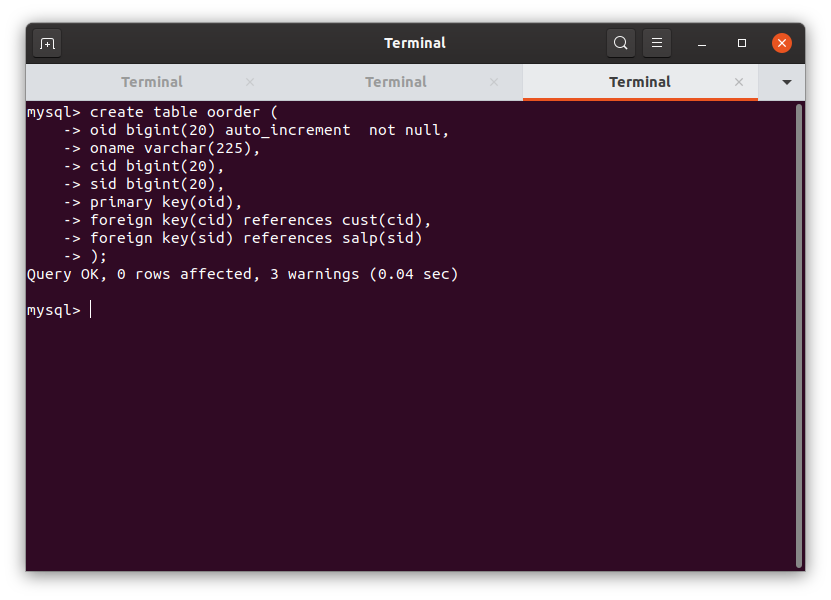 Terminal
Terminal Terminal Terminal
mysql> create table oorder (
    -> oid bigint(20) auto_increment  not null,
    -> oname varchar(225),
    -> cid bigint(20),
    -> sid bigint(20),
    -> primary key(oid),
    -> foreign key(cid) references cust(cid),
    -> foreign key(sid) references salp(sid)
    -> );
Query OK, 0 rows affected, 3 warnings (0.04 sec)
mysql>